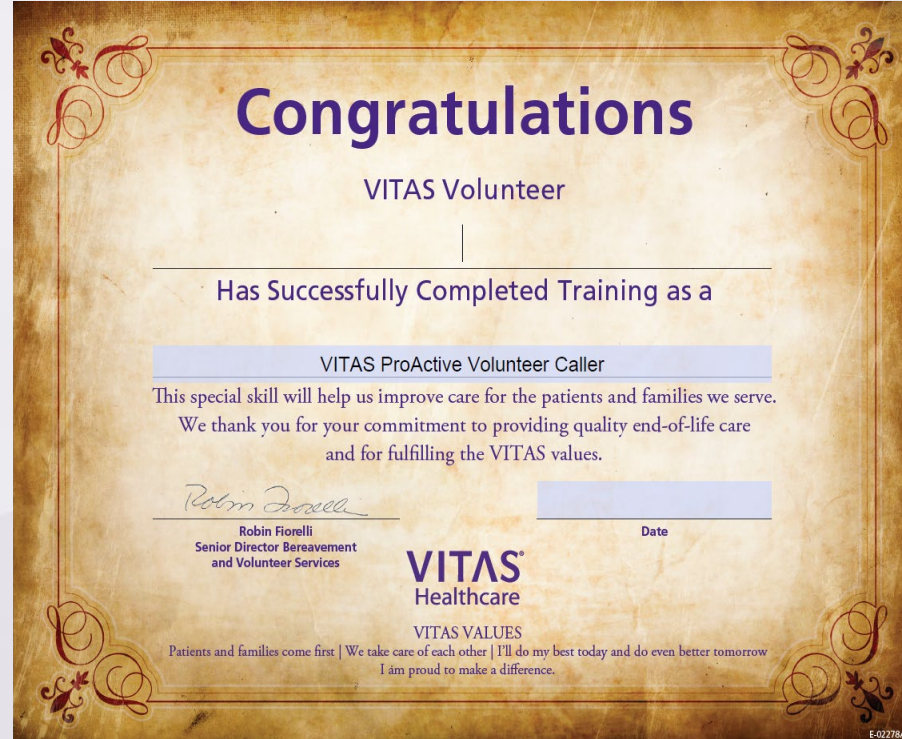 Congratulations
VITAS Volunteer
Has Successfully Completed Training as a
VITAS ProActive Volunteer Caller
This special skill will help us improve care for the patients and families we serve.
We thank you for your commitment to providing quality end-of-life care
and for fulfilling the VITAS values.
Robin Fiorelli
Robin Fiorelli
Senior Director Bereavement
and Volunteer Services
Date
VITAS®
Healthcare
VITAS VALUES
Patients and families come first | We take care of each other | I'll do my best today and do even better tomorrow
I am proud to make a difference.